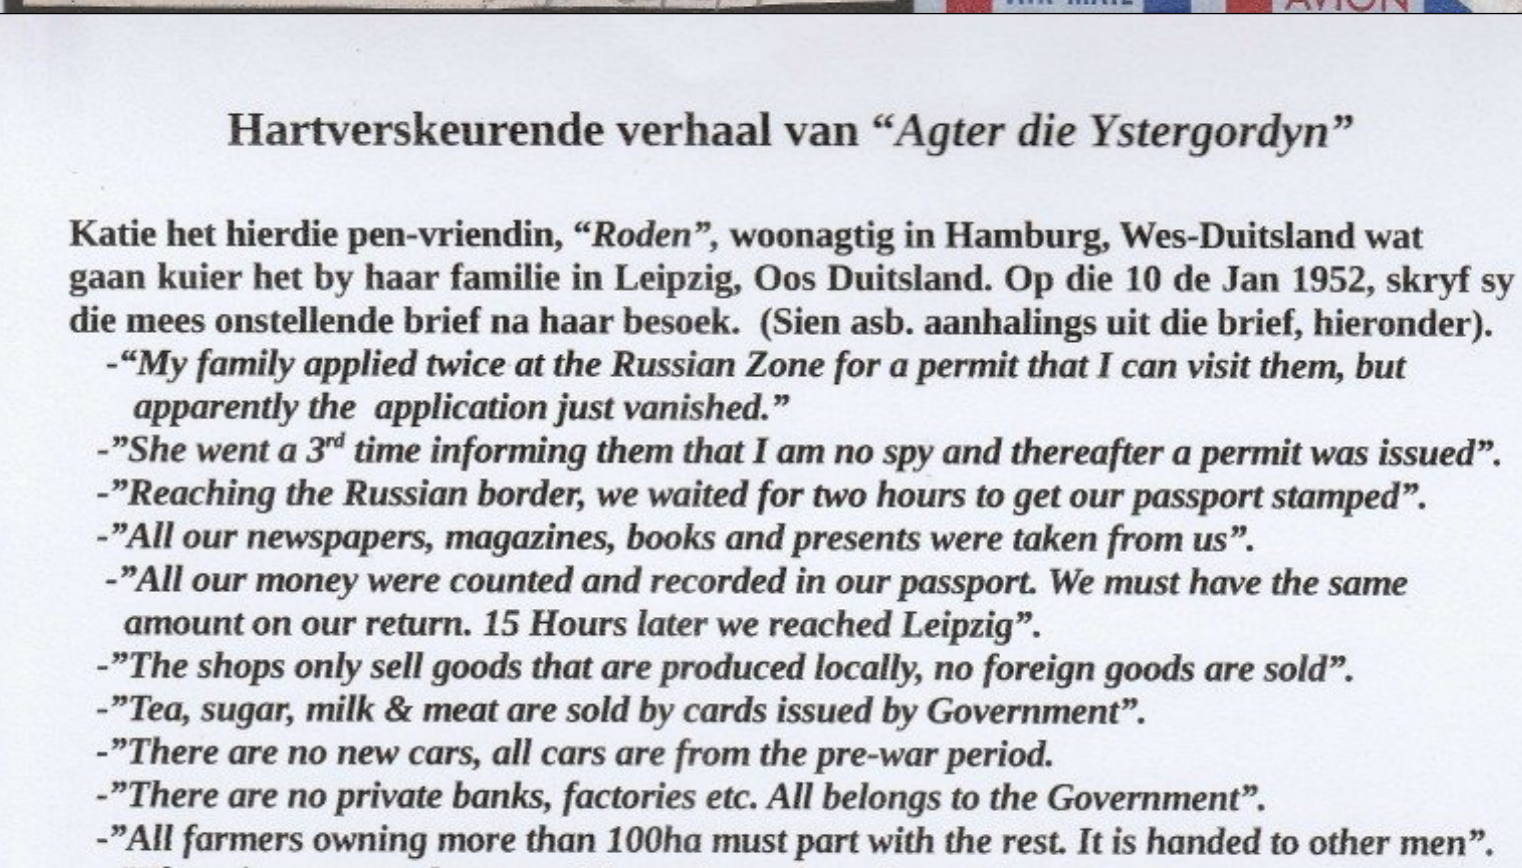 AVION
Hartverskeurende verhaal van “Agter die Ystergordyn”
Katie het hierdie pen-vriendin, “Roden”, woonagtig in Hamburg, Wes-Duitsland wat
gaan kuier het by haar familie in Leipzig, Oos Duitsland. Op die 10 de Jan 1952, skryf sy
die mees onstellende brief na haar besoek. (Sien asb. aanhalings uit die brief, hieronder).
-“My family applied twice at the Russian Zone for a permit that I can visit them, but
apparently the application just vanished.”
-”She went a 3rd time informing them that I am no spy and thereafter a permit was issued”.
-”Reaching the Russian border, we waited for two hours to get our passport stamped”.
-”All our newspapers, magazines, books and presents were taken from us”.
-”All our money were counted and recorded in our passport. We must have the same
amount on our return. 15 Hours later we reached Leipzig”.
-”The shops only sell goods that are produced locally, no foreign goods are sold”.
-”Tea, sugar, milk & meat are sold by cards issued by Government”.
-”There are no new cars, all cars are from the pre-war period.
-”There are no private banks, factories etc. All belongs to the Government”.
-”All farmers owning more than 100ha must part with the rest. It is handed to other men”.